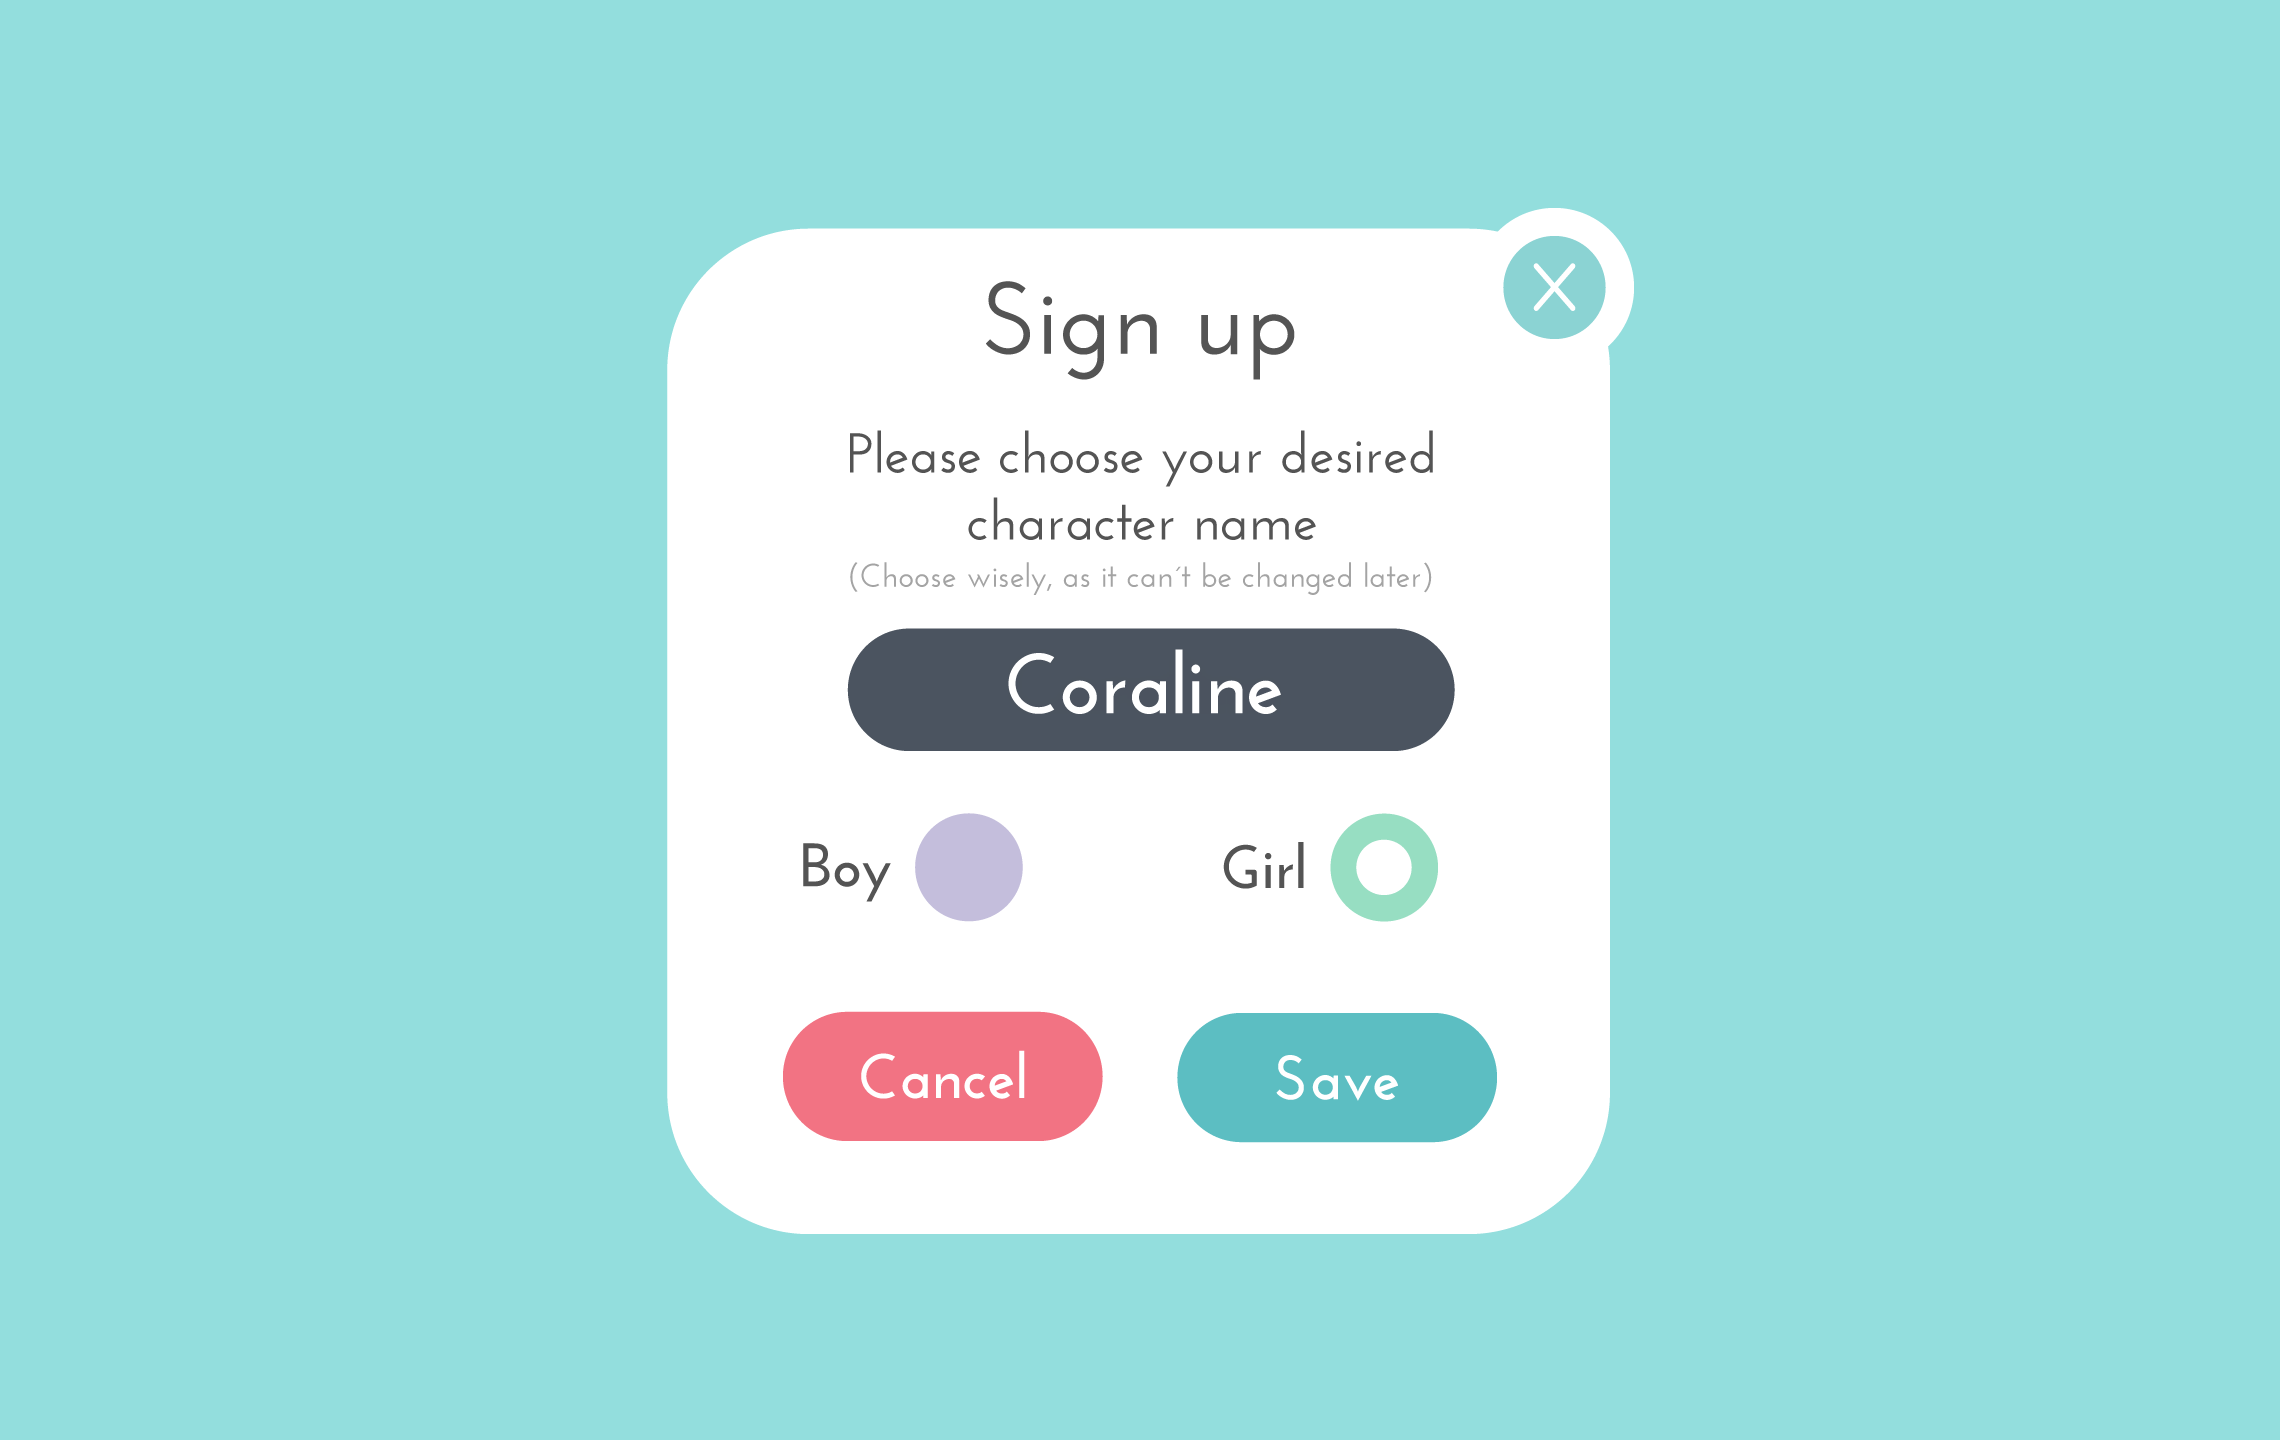 Sign up
Please choose your desired
character name
(Choose wisely, as it can´t be changed later)
Coraline
Boy
Girl
Cancel
Save